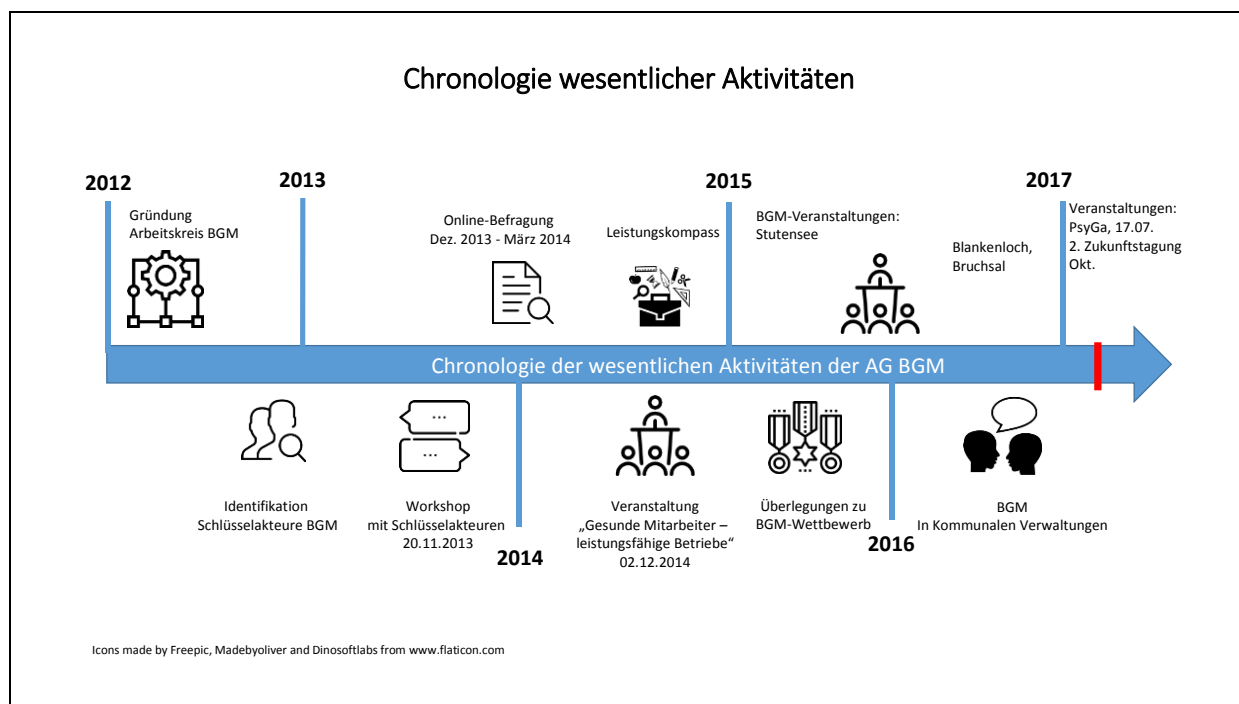 Chronologie wesentlicher Aktivitäten
2012
Gründung
Arbeitskreis BGM
2013
Online-Befragung
Dez. 2013 - März 2014
Leistungskompass
2015
BGM-Veranstaltungen:
Stutensee
Blankenloch,
Bruchsal
2017
Veranstaltungen:
PsyGa, 17.07.
2. Zukunftstagung
Okt.
Chronologie der wesentlichen Aktivitäten der AG BGM
Identifikation
Schlüsselakteure BGM
Workshop
mit Schlüsselakteuren
20.11.2013
2014
Veranstaltung
„Gesunde Mitarbeiter –
leistungsfähige Betriebe“
02.12.2014
Überlegungen zu
BGM-Wettbewerb
2016
BGM
In Kommunalen Verwaltungen
Icons made by Freepic, Madebyoliver and Dinosoftlabs from www.flaticon.com